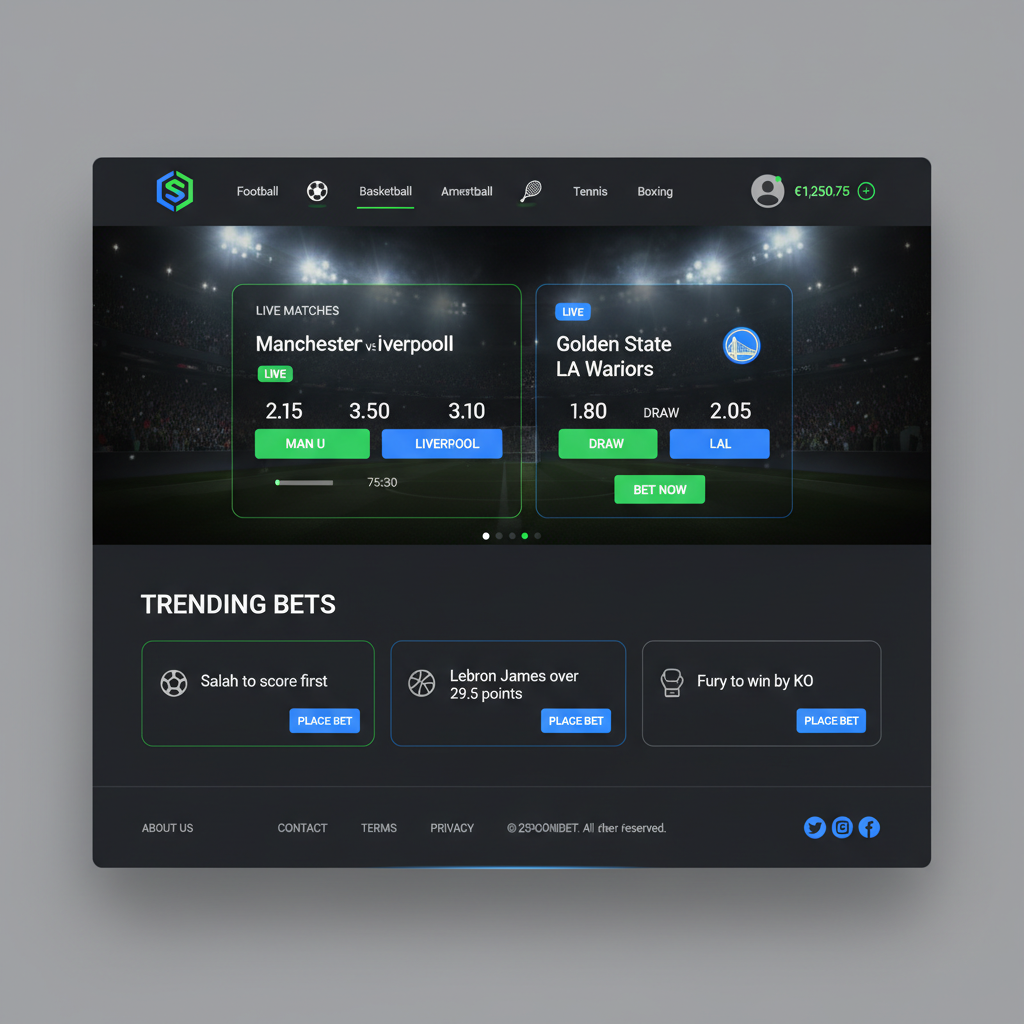 Football
Basketball
Tennis
Boxing
€1,250.75
LIVE MATCHES
Manchester vs iverpooll
LIVE
2.15 3.50 3.10
MAN U
LIVERPOOL
75:30
LIVE
Golden State
LA Wariors
1.80 DRAW 2.05
DRAW
LAL
BET NOW
TRENDING BETS
Salah to score first
PLACE BET
Lebron James over
29.5 points
PLACE BET
Fury to win by KO
PLACE BET
ABOUT US
CONTACT
TERMS
PRIVACY
All reserved.